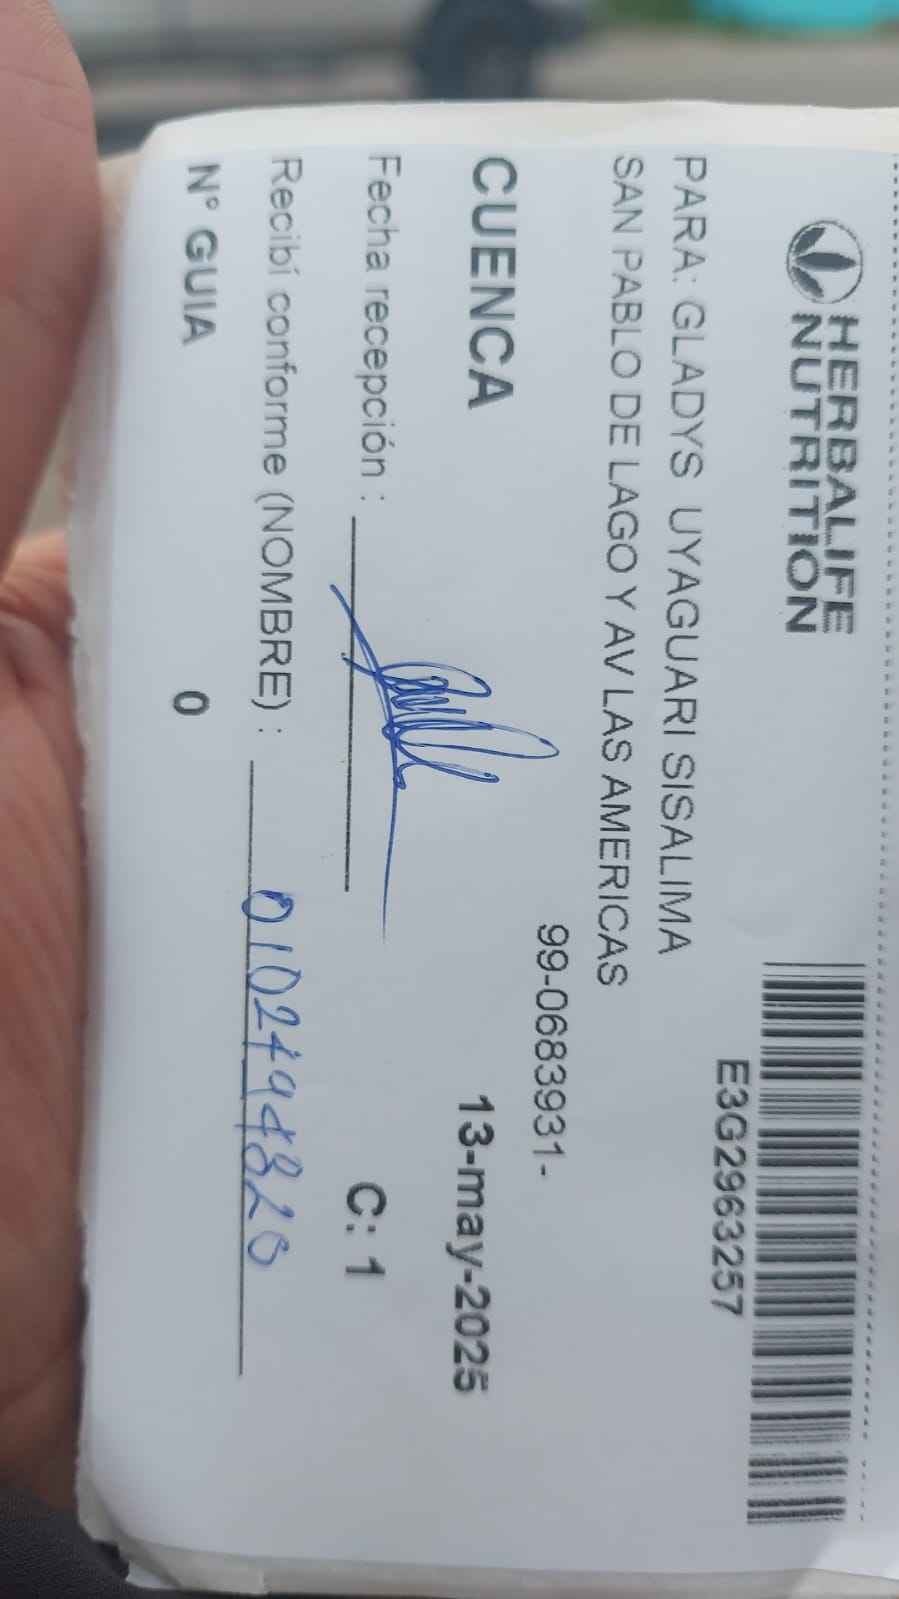 HERBALIFE
NUTRITION
E3G2963257
PARA: GLADYS UYAGUARI SISALIMA
SAN PABLO DE LAGO Y AV LAS AMERICAS
99-0683931-
CUENCA 13-may-2025
Fecha recepción :
C: 1
Recibí conforme (NOMBRE) : 0102494820
Nº GUIA 0